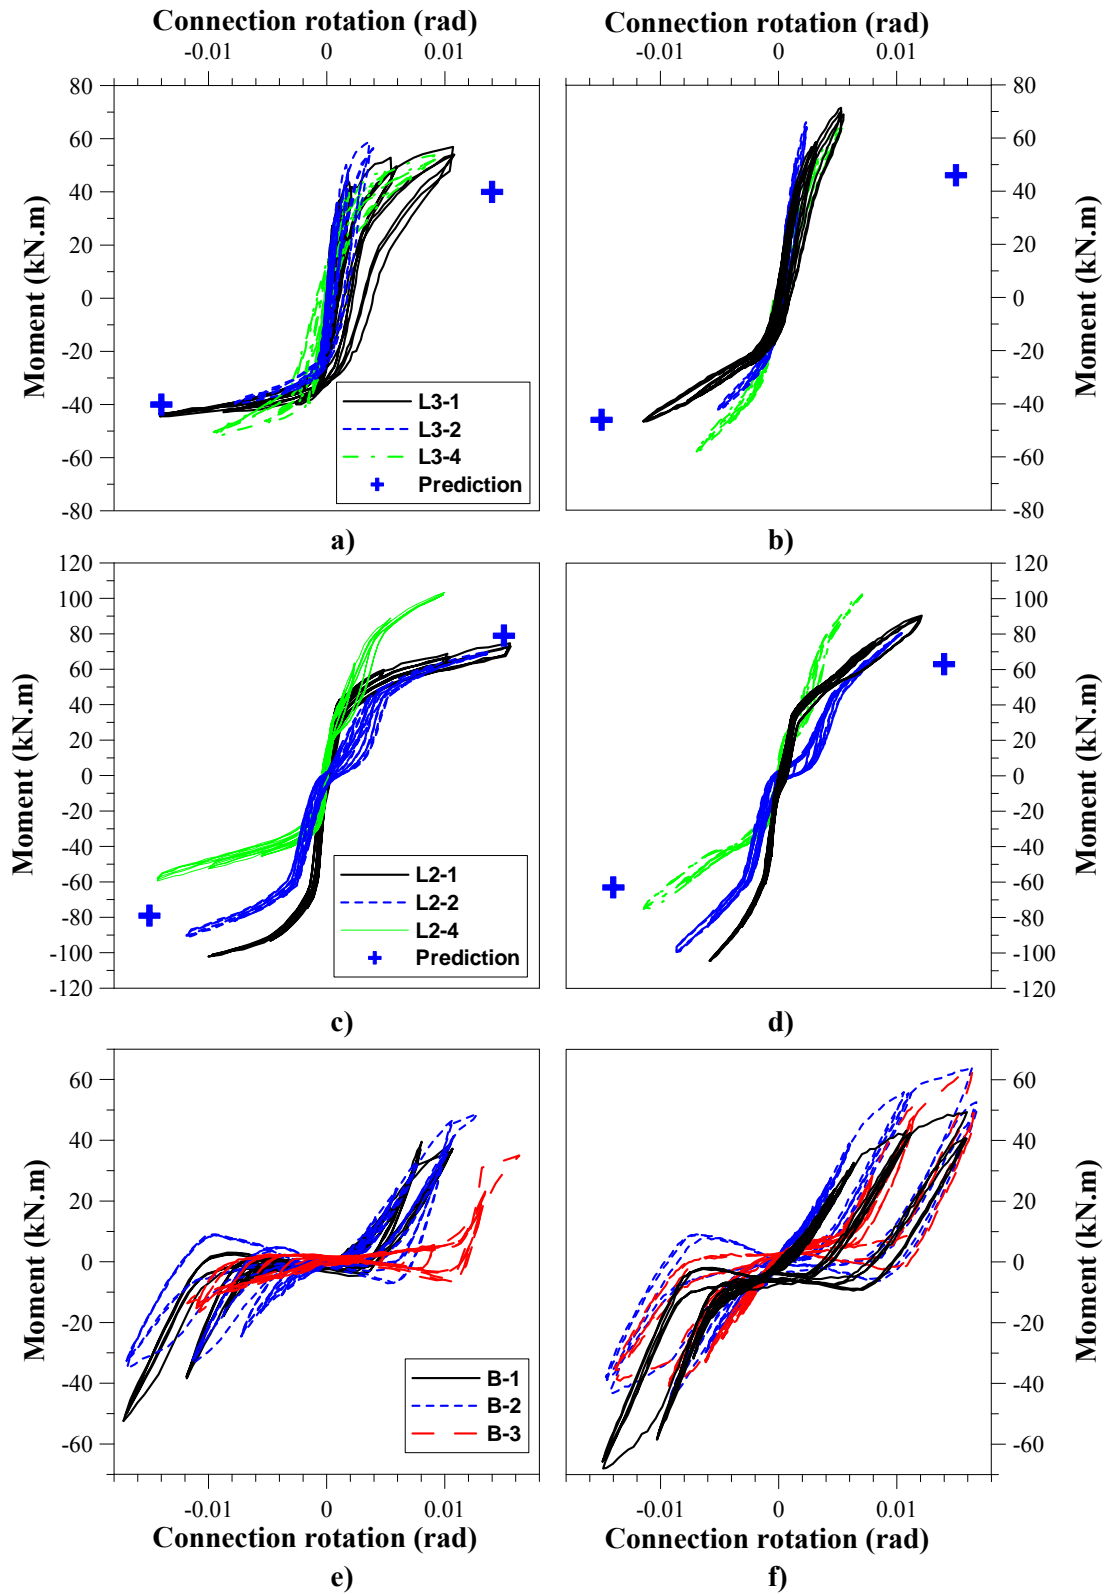 Connection rotation (rad) Connection rotation (rad)
-0.01 0 0.01 -0.01 0 0.01
Moment (kN.m)
80
60
40
20
0
-20
-40
-60
-80
L3-1
L3-2
L3-4
Prediction
80
60
40
20
0
-20
-40
-60
-80
Moment (kN.m)
a) b)
Moment (kN.m)
120
100
80
60
40
20
0
-20
-40
-60
-80
-100
-120
L2-1
L2-2
L2-4
Prediction
120
100
80
60
40
20
0
-20
-40
-60
-80
-100
-120
Moment (kN.m)
c) d)
Moment (kN.m)
60
40
20
0
-20
-40
-60
B-1
B-2
B-3
60
40
20
0
-20
-40
-60
Moment (kN.m)
-0.01 0 0.01 -0.01 0 0.01
Connection rotation (rad) Connection rotation (rad)
e) f)